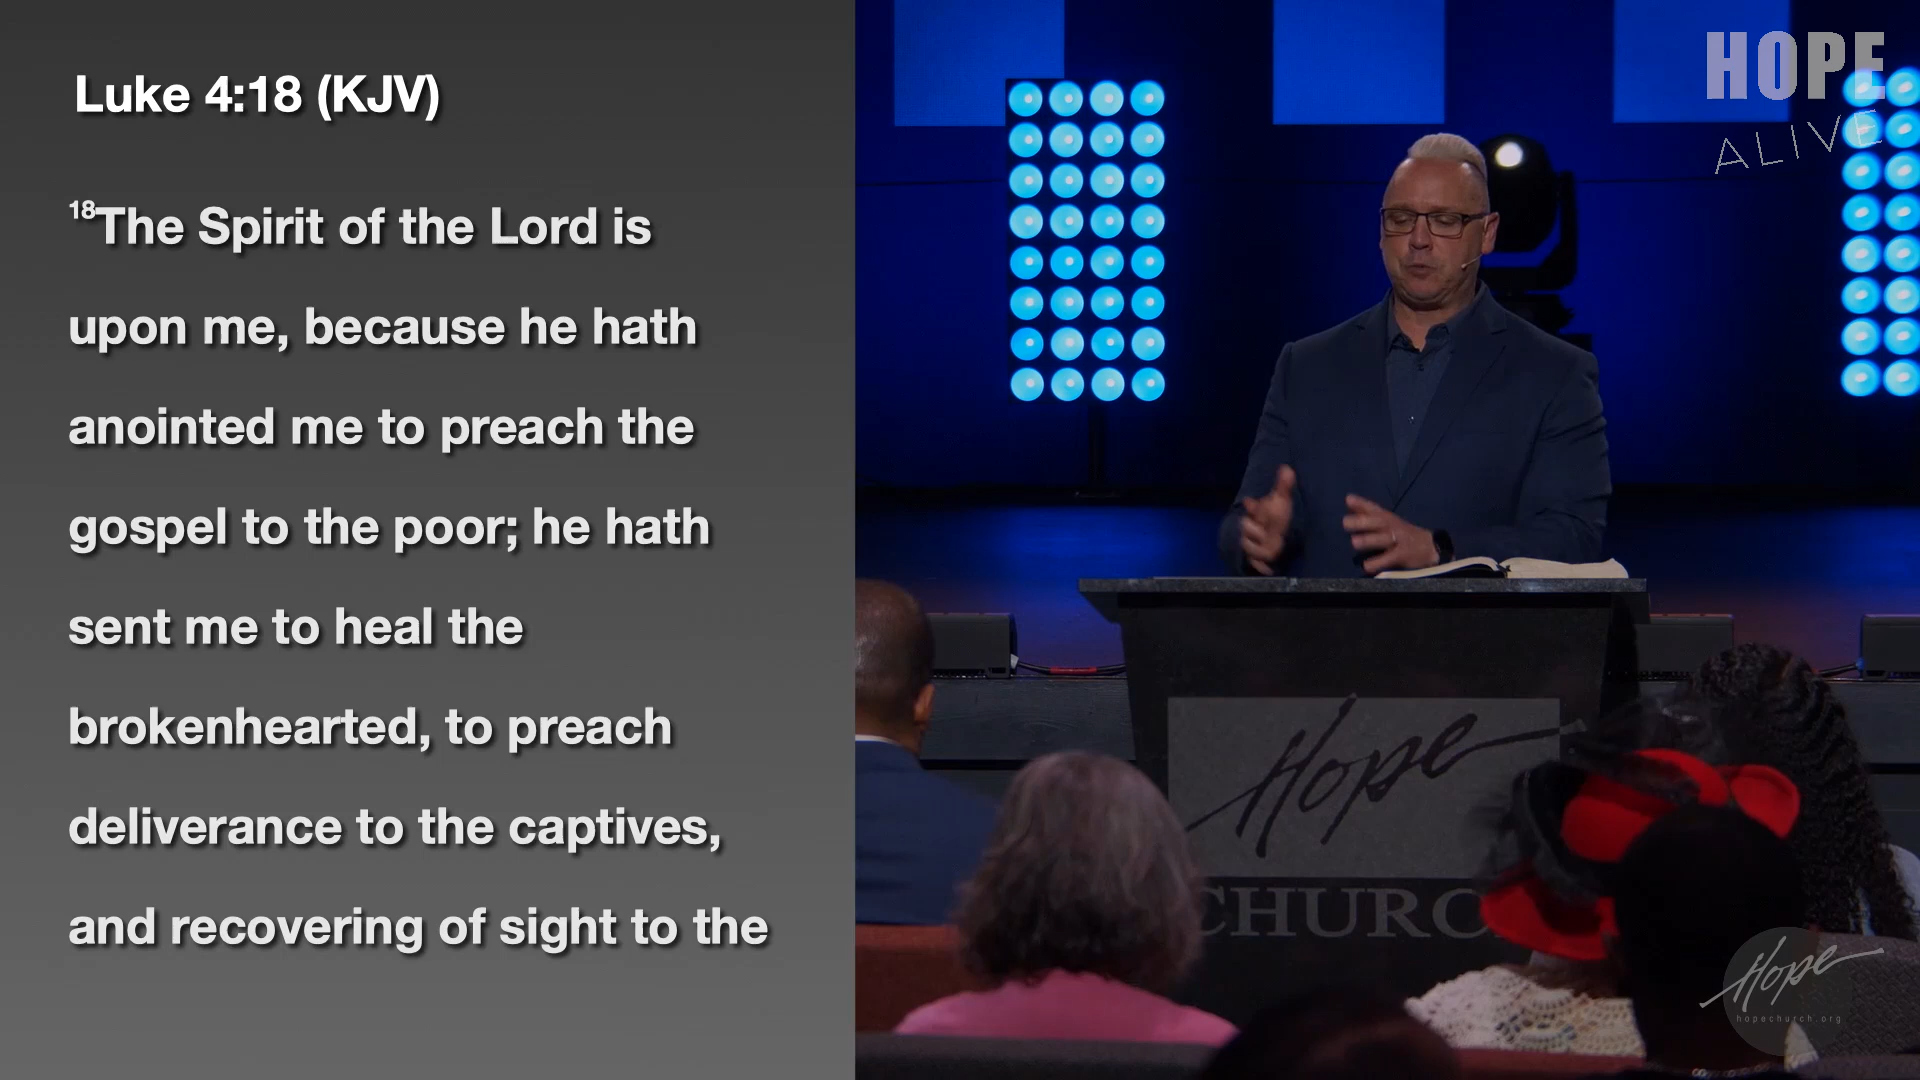 Luke 4:18 (KJV)
18The Spirit of the Lord is
upon me, because he hath
anointed me to preach the
gospel to the poor; he hath
sent me to heal the
brokenhearted, to preach
deliverance to the captives,
and recovering of sight to the
HOPE
ALIVE
Hope
CHURC
Hope
hopechurch.org